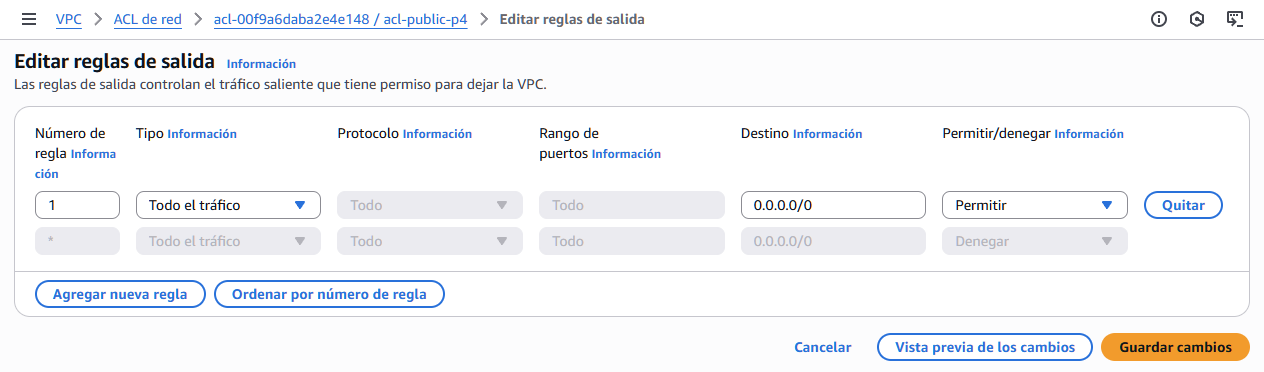 VPC > ACL de red > acl-00f9a6daba2e4e148 / acl-public-p4 > Editar reglas de salida
Editar reglas de salida Información
Las reglas de salida controlan el tráfico saliente que tiene permiso para dejar la VPC.
Número de regla Información
Tipo Información
Protocolo Información
Rango de puertos Información
Destino Información
Permitir/denegar Información
1 Todo el tráfico Todo Todo 0.0.0.0/0 Permitir Quitar
* Todo el tráfico Todo Todo 0.0.0.0/0 Denegar
Agregar nueva regla Ordenar por número de regla
Cancelar Vista previa de los cambios Guardar cambios